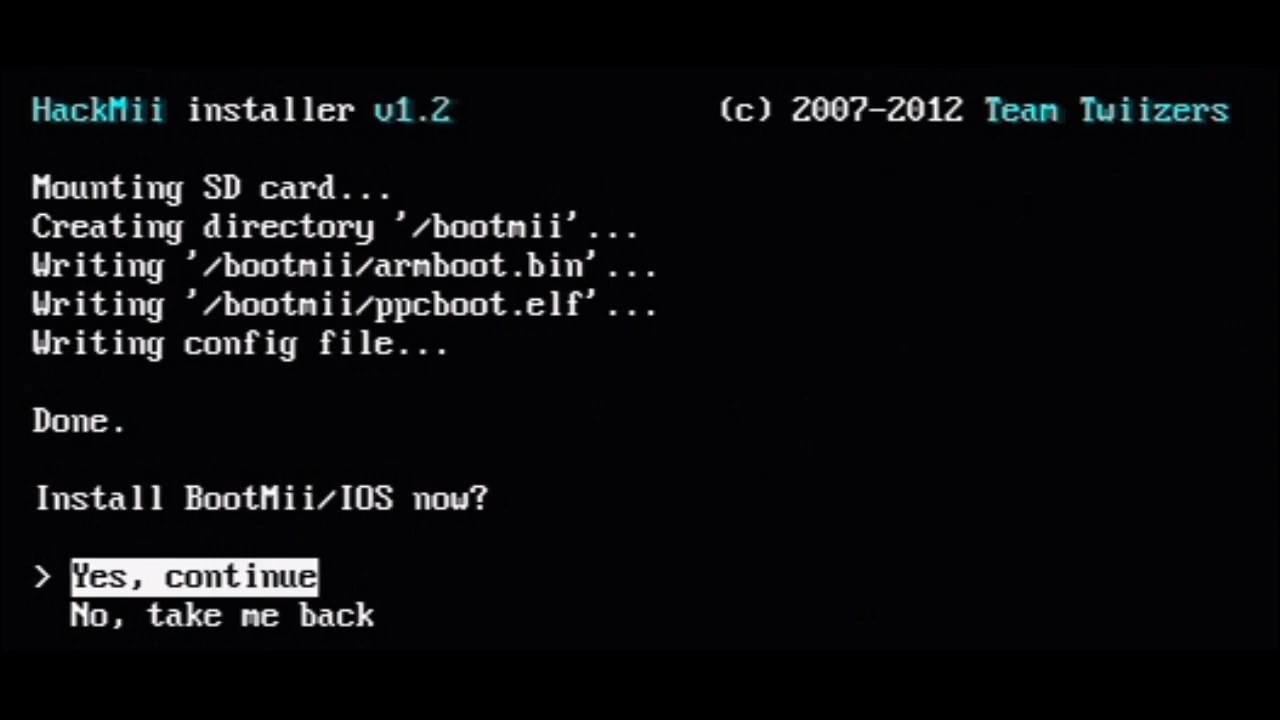 HackMii installer v1.2 (c) 2007-2012 Team Twiizers
Mounting SD card...
Creating directory '/bootmii'...
Writing '/bootmii/armboot.bin'...
Writing '/bootmii/ppcboot.elf'...
Writing config file...
Done.
Install BootMii/IOS now?
> Yes, continue
No, take me back